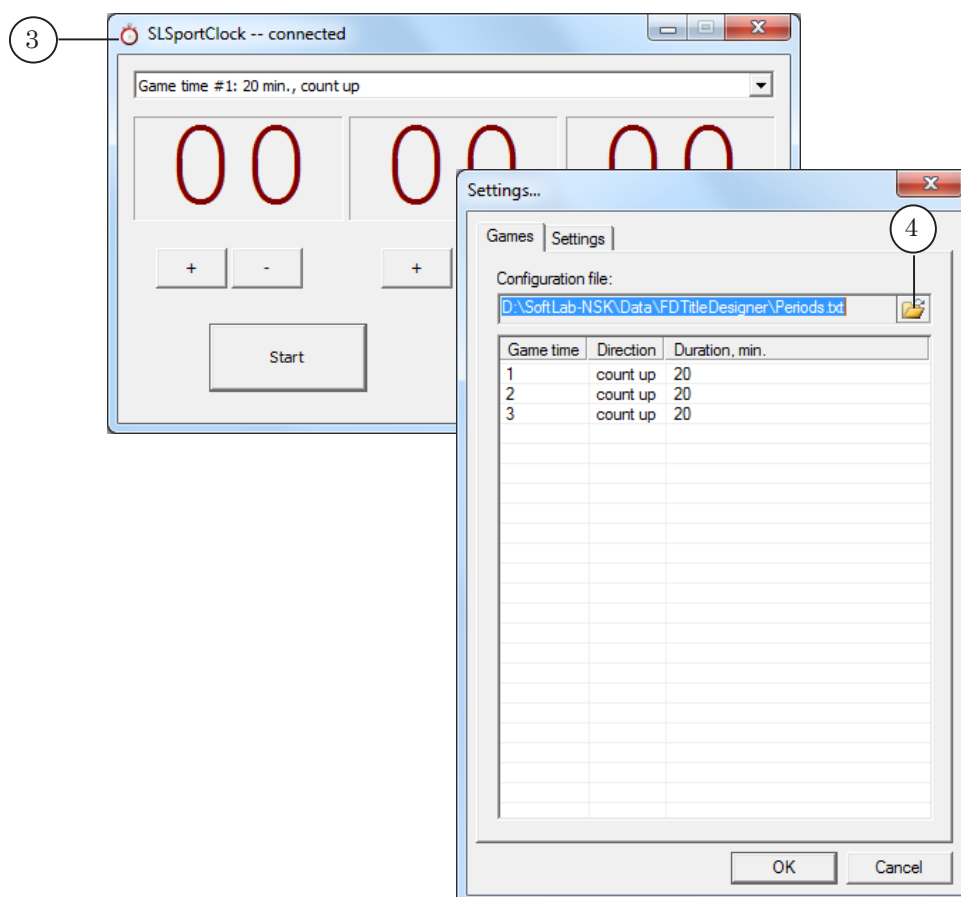 3
SLSportClock -- connected
Game time #1: 20 min., count up
00 00 00
+ - +
Start
Settings...
4
Games Settings
Configuration file:
D:\SoftLab-NSK\Data\FDTitleDesigner\Periods.txt
Game time Direction Duration, min.
1 count up 20
2 count up 20
3 count up 20
OK Cancel